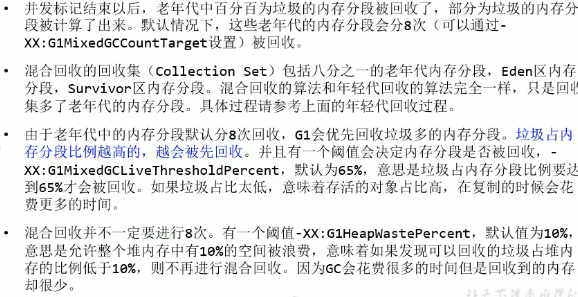 • 并发标记结束以后，老年代中百分百为垃圾的内存分段被回收了，部分为垃圾的内存分
段被计算了出来。默认情况下，这些老年代的内存分段会分8次（可以通过-
XX:G1MixedGCCountTarget设置）被回收。
• 混合回收的回收集（Collection Set）包括八分之一的老年代内存分段，Eden区内存
分段，Survivor区内存分段。混合回收的算法和年轻代回收的算法完全一样，只是回收
集多了老年代的内存分段。具体过程请参考上面的年轻代回收过程。
• 由于老年代中的内存分段默认分8次回收，G1会优先回收垃圾多的内存分段。垃圾占内
存分段比例越高的，越会被先回收。并且有一个阈值会决定内存分段是否被回收，-
XX:G1MixedGCLiveThresholdPercent，默认为65%，意思是垃圾占内存分段比例要达
到65%才会被回收。如果垃圾占比太低，意味着存活的对象占比高，在复制的时候会花
费更多的时间。
• 混合回收并不一定要进行8次。有一个阈值-XX:G1HeapWastePercent，默认值为10%，
意思是允许整个堆内存中有10%的空间被浪费，意味着如果发现可以回收的垃圾占堆内
存的比例低于10%，则不再进行混合回收。因为GC会花费很多的时间但是回收到的内存
却很少。